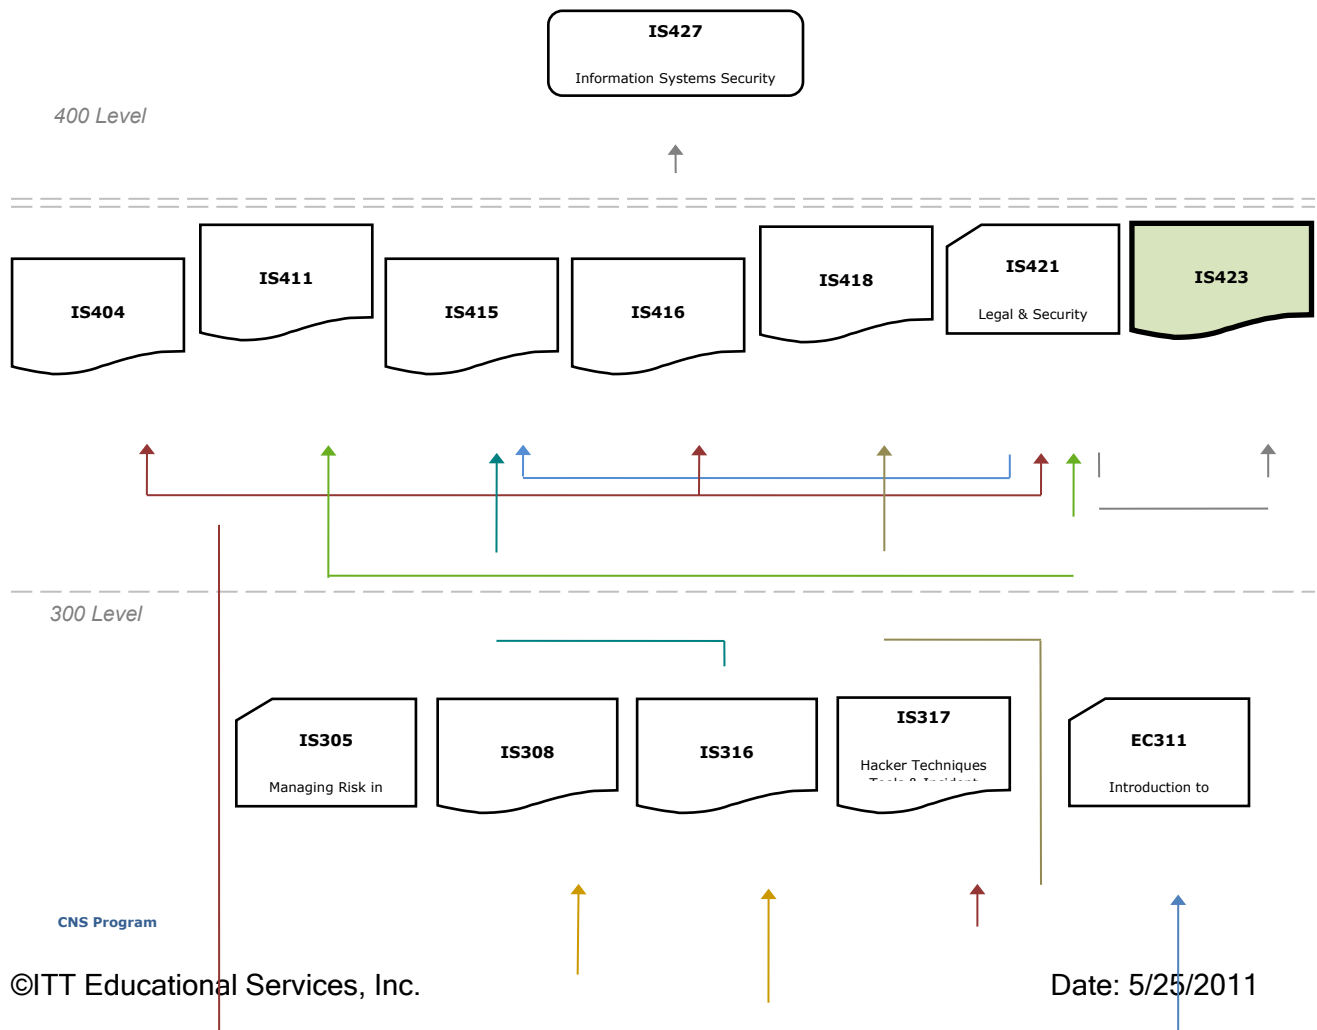 IS427
Information Systems Security
400 Level
IS404
IS411
IS415
IS416
IS418
IS421
Legal & Security
IS423
300 Level
IS305
Managing Risk in
IS308
IS316
IS317
Hacker Techniques
Tools & Incident
EC311
Introduction to
CNS Program
©ITT Educational Services, Inc.
Date: 5/25/2011